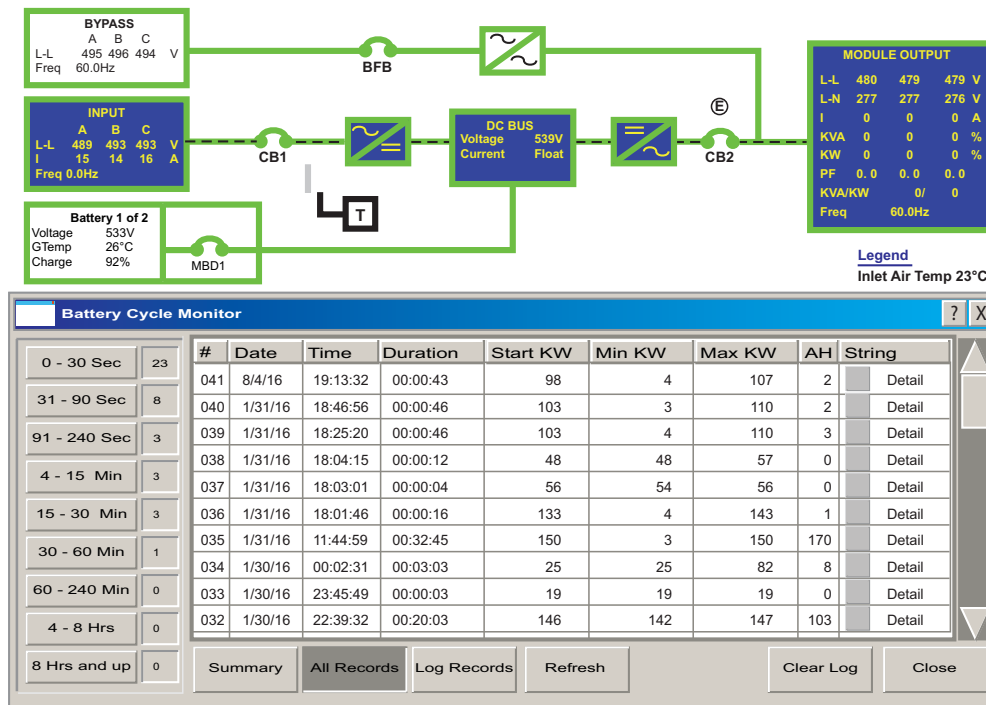 BYPASS
A B C
L-L 495 496 494 V
Freq 60.0Hz
BFB
INPUT
A B C
L-L 489 493 493 V
I 15 14 16 A
Freq 0.0Hz
CB1
DC BUS
Voltage 539V
Current Float
E
CB2
MODULE OUTPUT
L-L 480 479 479 V
L-N 277 277 276 V
I 0 0 0 A
KVA 0 0 0 %
KW 0 0 0 %
PF 0. 0 0. 0 0. 0
KVA/KW 0/ 0
Freq 60.0Hz
T
Battery 1 of 2
Voltage 533V
GTemp 26°C
Charge 92%
MBD1
Legend
Inlet Air Temp 23°C
Battery Cycle Monitor ? X
0 - 30 Sec 23
31 - 90 Sec 8
91 - 240 Sec 3
4 - 15 Min 3
15 - 30 Min 3
30 - 60 Min 1
60 - 240 Min 0
4 - 8 Hrs 0
8 Hrs and up 0
# Date Time Duration Start KW Min KW Max KW AH String
041 8/4/16 19:13:32 00:00:43 98 4 107 2 Detail
040 1/31/16 18:46:56 00:00:46 103 3 110 2 Detail
039 1/31/16 18:25:20 00:00:46 103 4 110 3 Detail
038 1/31/16 18:04:15 00:00:12 48 48 57 0 Detail
037 1/31/16 18:03:01 00:00:04 56 54 56 0 Detail
036 1/31/16 18:01:46 00:00:16 133 4 143 1 Detail
035 1/31/16 11:44:59 00:32:45 150 3 150 170 Detail
034 1/30/16 00:02:31 00:03:03 25 25 82 8 Detail
033 1/30/16 23:45:49 00:00:03 19 19 19 0 Detail
032 1/30/16 22:39:32 00:20:03 146 142 147 103 Detail
Summary All Records Log Records Refresh Clear Log Close